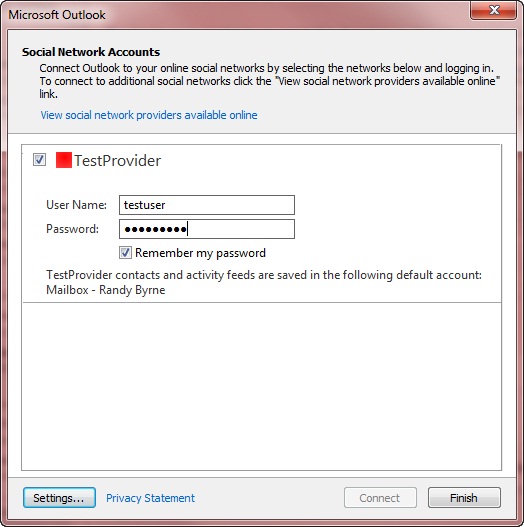 Microsoft Outlook
Social Network Accounts
Connect Outlook to your online social networks by selecting the networks below and logging in.
To connect to additional social networks click the "View social network providers available online"
link.
View social network providers available online
TestProvider
User Name: testuser
Password: ●●●●●●●●●
Remember my password
TestProvider contacts and activity feeds are saved in the following default account:
Mailbox - Randy Byrne
Settings... Privacy Statement Connect Finish